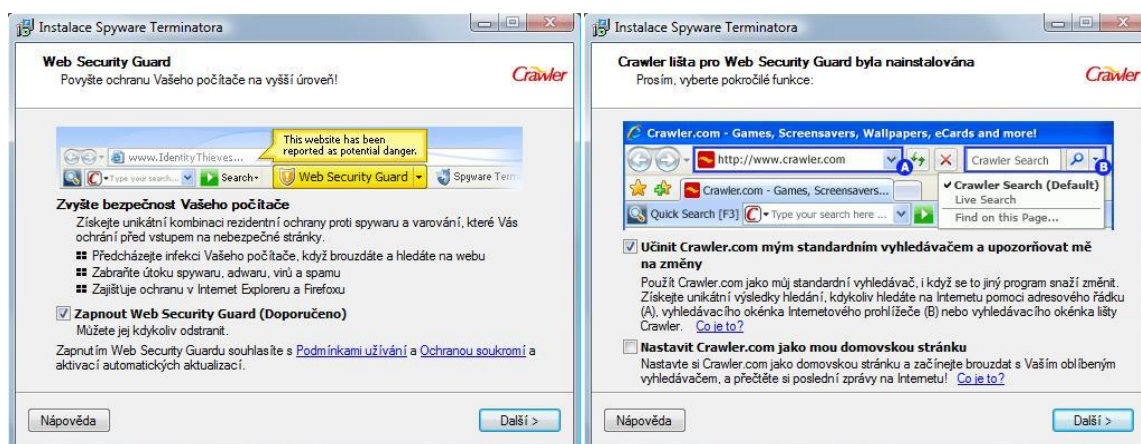 Instalace Spyware Terminatora
Web Security Guard
Povyšte ochranu Vašeho počítače na vyšší úroveň!
Crawler
This website has been
reported as potential danger.
www.IdentityThieves...
Type your search...
Search
Web Security Guard
Spyware Term
Zvyšte bezpečnost Vašeho počítače
Získejte unikátní kombinaci rezidentní ochrany proti spywaru a varování, které Vás
ochrání před vstupem na nebezpečné stránky.
Předcházejte infekci Vašeho počítače, když brouzdáte a hledáte na webu
Zabraňte útoku spywaru, adwaru, virů a spamu
Zajišťuje ochranu v Internet Exploreru a Firefoxu
Zapnout Web Security Guard (Doporučeno)
Můžete jej kdykoliv odstranit.
Zapnutím Web Security Guardu souhlasíte s Podmínkami užívání a Ochranou soukromí a
aktivací automatických aktualizací.
Nápověda
Další >
Instalace Spyware Terminatora
Crawler lišta pro Web Security Guard byla nainstalována
Prosím, vyberte pokročilé funkce:
Crawler
Crawler.com - Games, Screensavers, Wallpapers, eCards and more!
http://www.crawler.com
A
Crawler Search
B
Crawler.com - Games, Screensavers...
Crawler Search (Default)
Live Search
Find on this Page...
Quick Search [F3]
Type your search here ...
Učinit Crawler.com mým standardním vyhledávačem a upozorňovat mě
na změny
Použít Crawler.com jako můj standardní vyhledávač, i když se to jiný program snaží změnit.
Získejte unikátní výsledky hledání, kdykoliv hledáte na Internetu pomoci adresového řádku
(A), vyhledávacího okénka Internetového prohlížeče (B) nebo vyhledávacího okénka lišty
Crawler. Co je to?
Nastavit Crawler.com jako mou domovskou stránku
Nastavte si Crawler.com jako domovskou stránku a začínejte brouzdat s Vaším oblíbeným
vyhledávačem, a přečtěte si poslední zprávy na Internetu! Co je to?
Nápověda
Další >